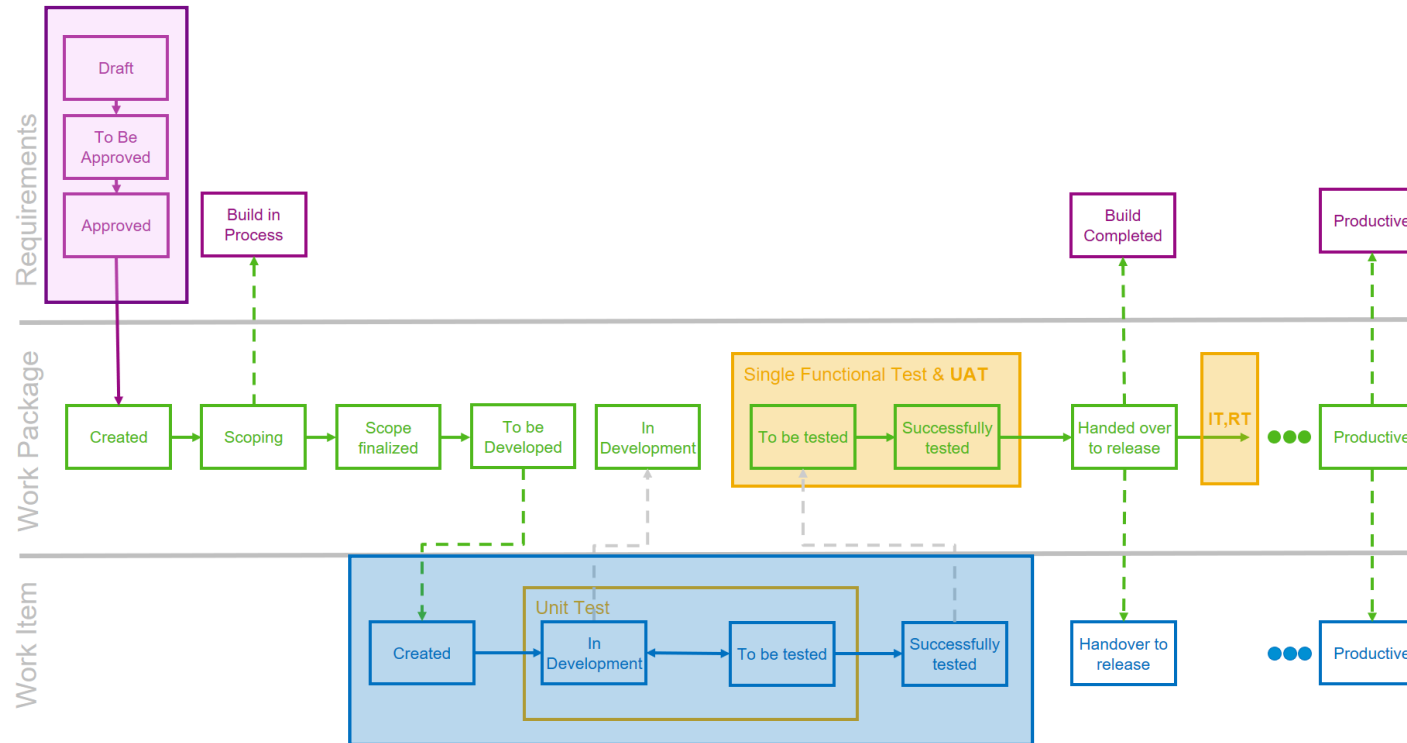 Requirements
Draft
To Be
Approved
Approved
Build in
Process
Build
Completed
Productive
Work Package
Created
Scoping
Scope
finalized
To be
Developed
In
Development
Single Functional Test & UAT
To be tested
Successfully
tested
Handed over
to release
IT,RT
Productive
Work Item
Created
Unit Test
In
Development
To be tested
Successfully
tested
Handover to
release
Productive